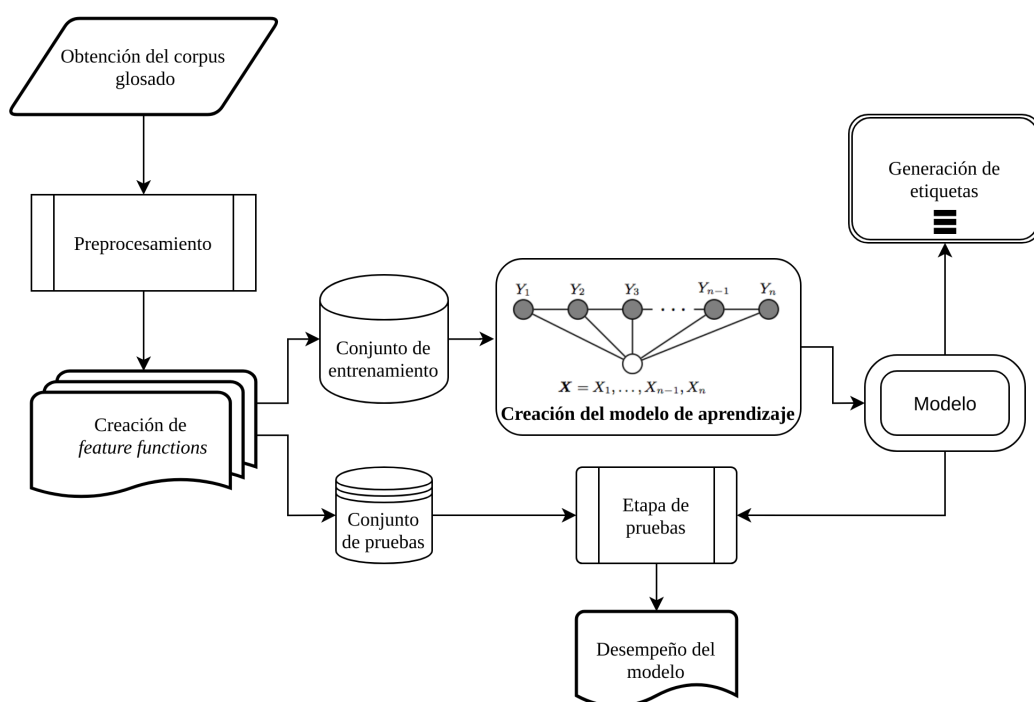 Obtención del corpus
glosado
Preprocesamiento
Creación de
feature functions
Conjunto de
entrenamiento
Conjunto
de pruebas
Y₁ Y₂ Y₃ · · · Yₙ₋₁ Yₙ
X = X₁, . . . , Xₙ₋₁, Xₙ
Creación del modelo de aprendizaje
Modelo
Generación de
etiquetas
Etapa de
pruebas
Desempeño del
modelo